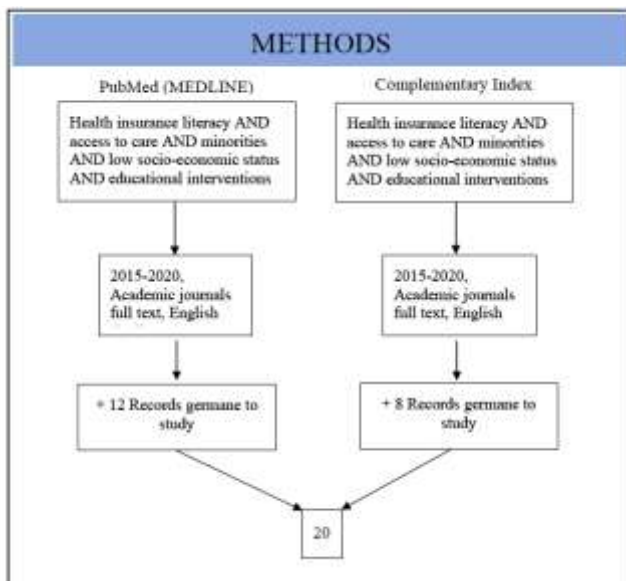 METHODS
PubMed (MEDLINE)
Health insurance literacy AND
access to care AND minorities
AND low socio-economic status
AND educational interventions
2015-2020,
Academic journals
full text, English
+ 12 Records germane to
study
Complementary Index
Health insurance literacy AND
access to care AND minorities
AND low socio-economic status
AND educational interventions
2015-2020,
Academic journals
full text, English
+ 8 Records germane to
study
20